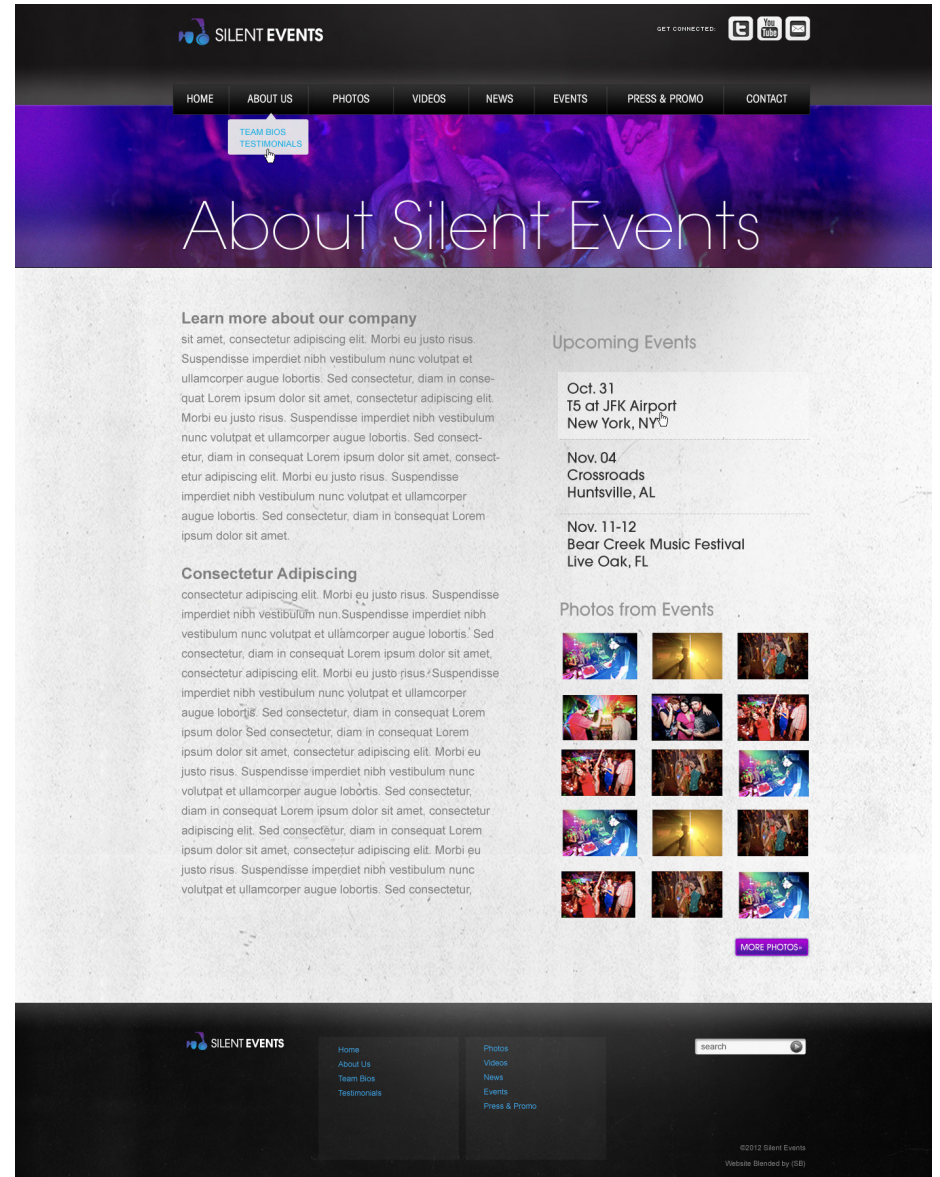 SILENT EVENTS
GET CONNECTED:
You
Tube
HOME ABOUT US PHOTOS VIDEOS NEWS EVENTS PRESS & PROMO CONTACT
TEAM BIOS
TESTIMONIALS
About Silent Events
Learn more about our company
sit amet, consectetur adipiscing elit. Morbi eu justo risus.
Suspendisse imperdiet nibh vestibulum nunc volutpat et
ullamcorper augue lobortis. Sed consectetur, diam in conse-
quat Lorem ipsum dolor sit amet, consectetur adipiscing elit.
Morbi eu justo risus. Suspendisse imperdiet nibh vestibulum
nunc volutpat et ullamcorper augue lobortis. Sed consect-
etur, diam in consequat Lorem ipsum dolor sit amet, consect-
etur adipiscing elit. Morbi eu justo risus. Suspendisse
imperdiet nibh vestibulum nunc volutpat et ullamcorper
augue lobortis. Sed consectetur, diam in consequat Lorem
ipsum dolor sit amet.
Consectetur Adipiscing
consectetur adipiscing elit. Morbi eu justo risus. Suspendisse
imperdiet nibh vestibulum nun.Suspendisse imperdiet nibh
vestibulum nunc volutpat et ullamcorper augue lobortis. Sed
consectetur, diam in consequat Lorem ipsum dolor sit amet,
consectetur adipiscing elit. Morbi eu justo risus. Suspendisse
imperdiet nibh vestibulum nunc volutpat et ullamcorper
augue lobortis. Sed consectetur, diam in consequat Lorem
ipsum dolor Sed consectetur, diam in consequat Lorem
ipsum dolor sit amet, consectetur adipiscing elit. Morbi eu
justo risus. Suspendisse imperdiet nibh vestibulum nunc
volutpat et ullamcorper augue lobortis. Sed consectetur,
diam in consequat Lorem ipsum dolor sit amet, consectetur
adipiscing elit. Sed consectetur, diam in consequat Lorem
ipsum dolor sit amet, consectetur adipiscing elit. Morbi eu
justo risus. Suspendisse imperdiet nibh vestibulum nunc
volutpat et ullamcorper augue lobortis. Sed consectetur,
Upcoming Events
Oct. 31
T5 at JFK Airport
New York, NY
Nov. 04
Crossroads
Huntsville, AL
Nov. 11-12
Bear Creek Music Festival
Live Oak, FL
Photos from Events
MORE PHOTOS»
SILENT EVENTS
Home
About Us
Team Bios
Testimonials
Photos
Videos
News
Events
Press & Promo
search
©2012 Silent Events
Website Blended by (SB)